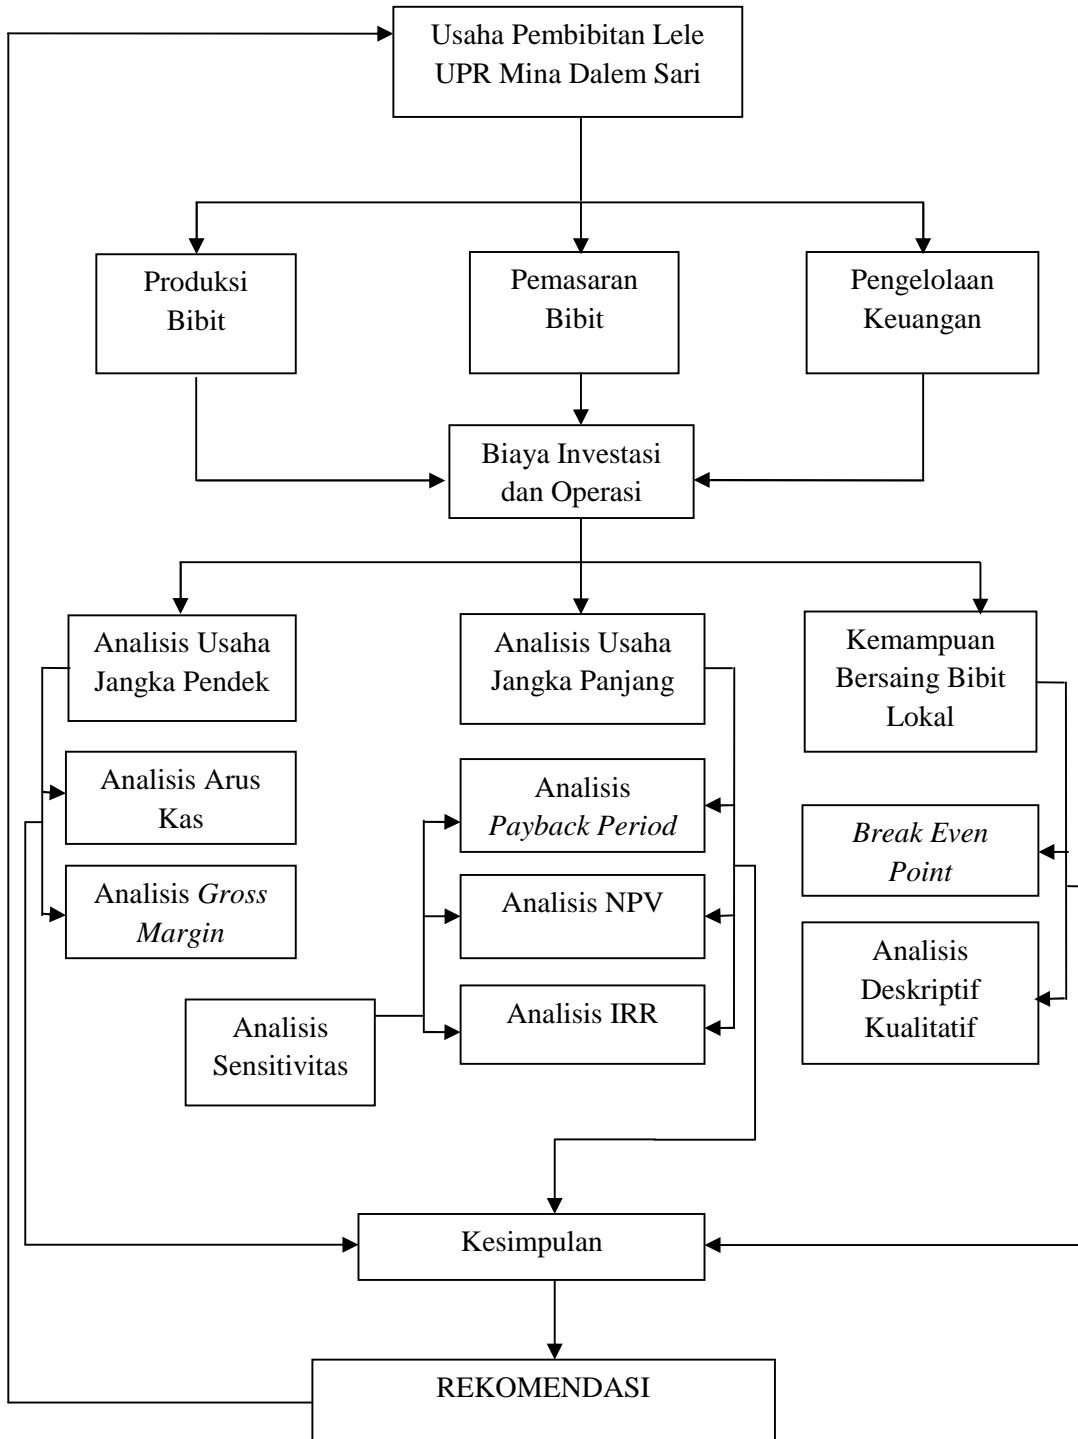 Usaha Pembibitan Lele
UPR Mina Dalem Sari
Produksi
Bibit
Pemasaran
Bibit
Pengelolaan
Keuangan
Biaya Investasi
dan Operasi
Analisis Usaha
Jangka Pendek
Analisis Usaha
Jangka Panjang
Kemampuan
Bersaing Bibit
Lokal
Analisis Arus
Kas
Analisis
Payback Period
Break Even
Point
Analisis Gross
Margin
Analisis NPV
Analisis
Deskriptif
Kualitatif
Analisis IRR
Analisis
Sensitivitas
Kesimpulan
REKOMENDASI